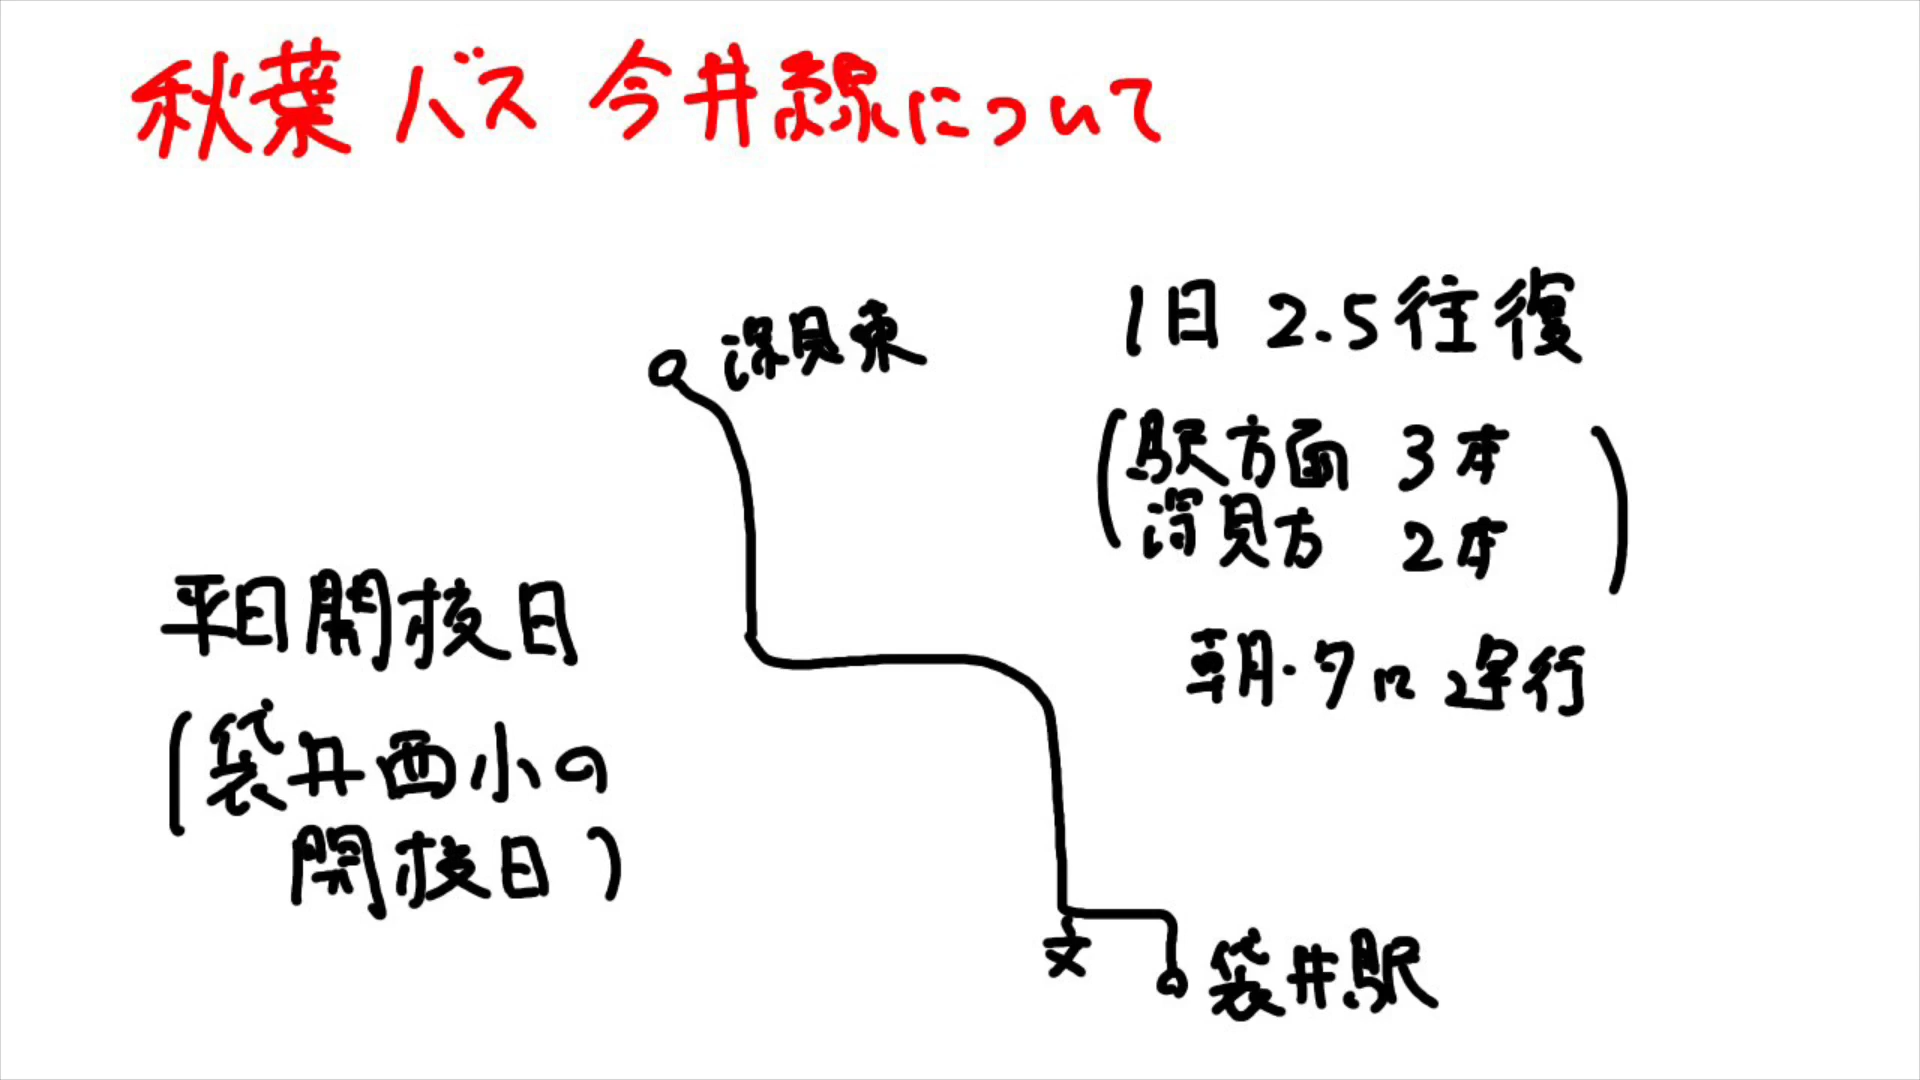 秋葉バス今井線について
深見東
1日 2.5往復
(駅方面 3本
深見方 2本)
朝・夕に運行
平日開校日
(袋井西小の
開校日)
文
袋井駅